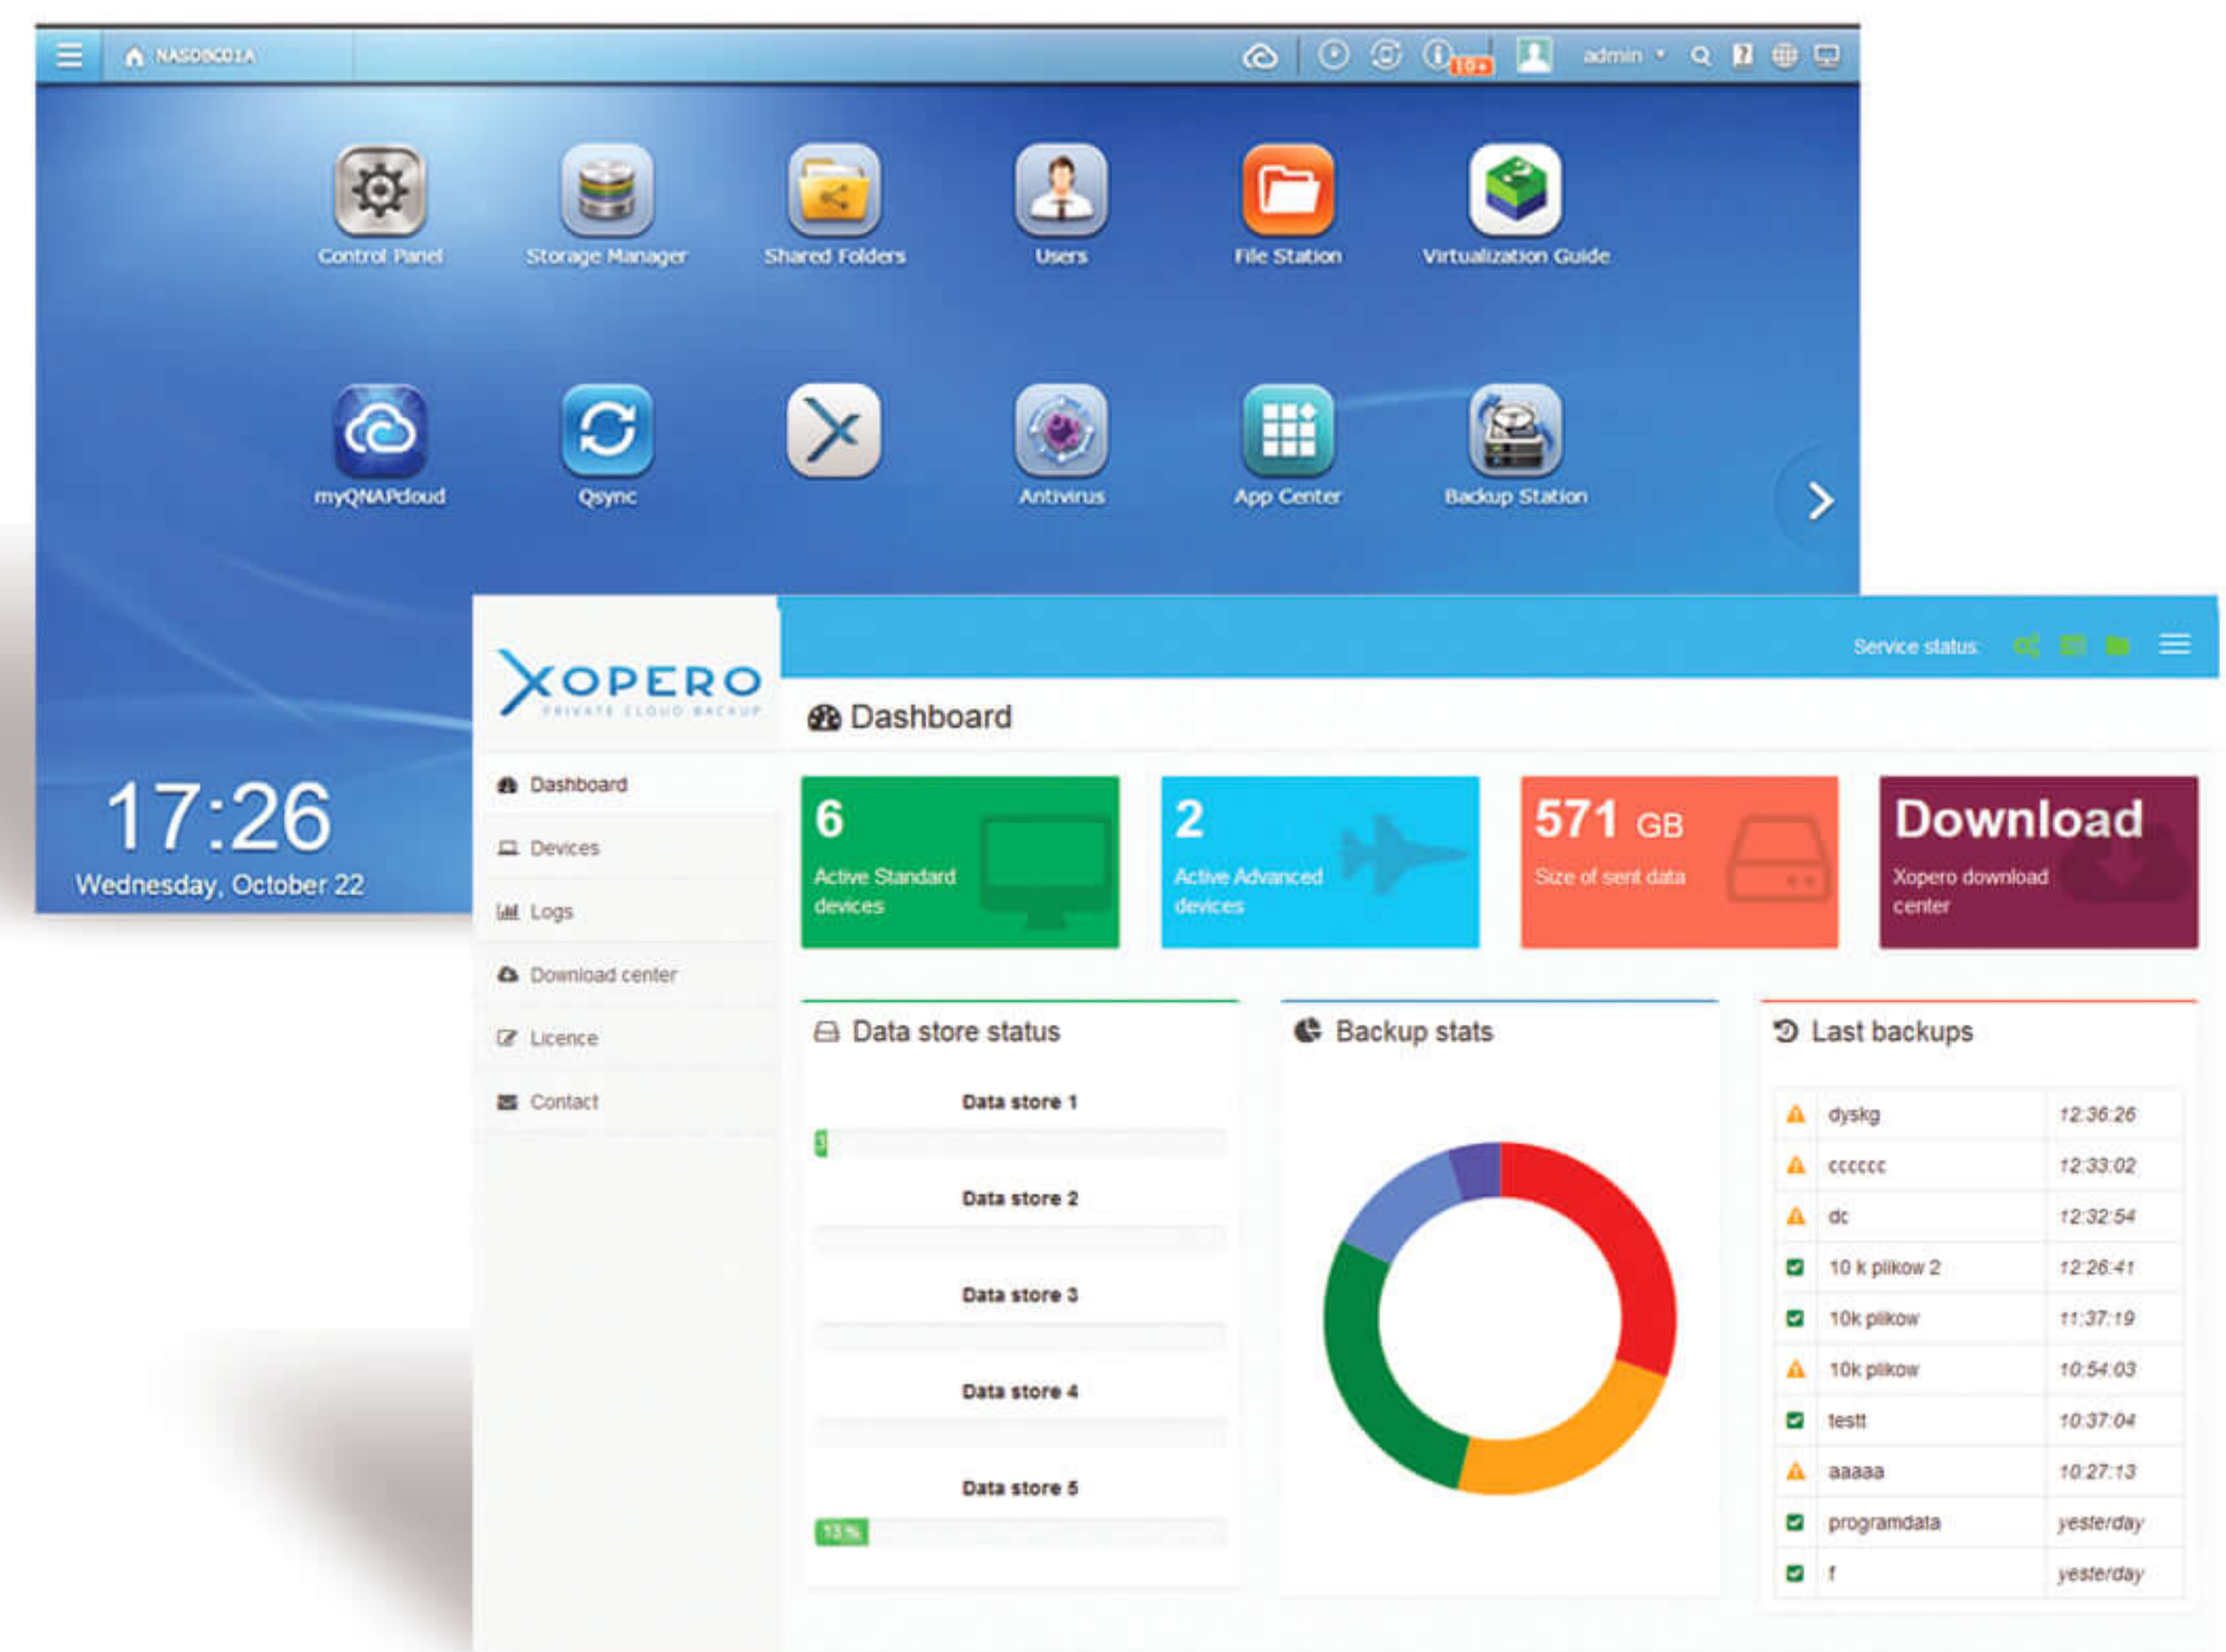 NASD8C01A
10+
admin
Control Panel
Storage Manager
Shared Folders
Users
File Station
Virtualization Guide
myQNAPcloud
Qsync
Antivirus
App Center
Backup Station
17:26
Wednesday, October 22
XOPERO
PRIVATE CLOUD BACKUP
Service status:
Dashboard
Dashboard
Devices
Logs
Download center
Licence
Contact
6
Active Standard
devices
2
Active Advanced
devices
571 GB
Size of sent data
Download
Xopero download
center
Data store status
Data store 1
3
Data store 2
Data store 3
Data store 4
Data store 5
13%
Backup stats
Last backups
dyskg 12:36:26
cccccc 12:33:02
dc 12:32:54
10 k plikow 2 12:26:41
10k plikow 11:37:19
10k plikow 10:54:03
testt 10:37:04
aaaaa 10:27:13
programdata yesterday
f yesterday